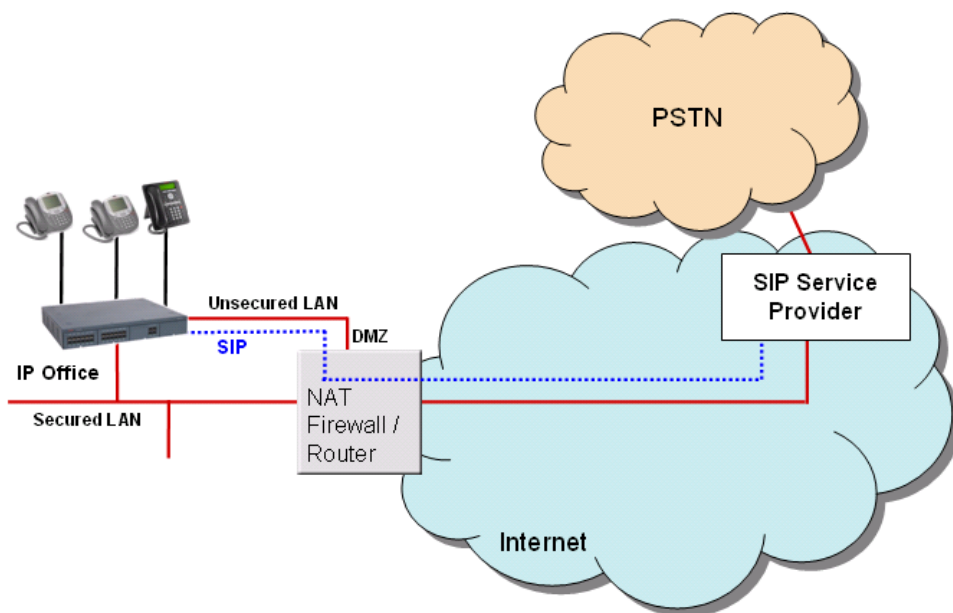 PSTN
SIP Service
Provider
Unsecured LAN
DMZ
SIP
IP Office
Secured LAN
NAT
Firewall /
Router
Internet